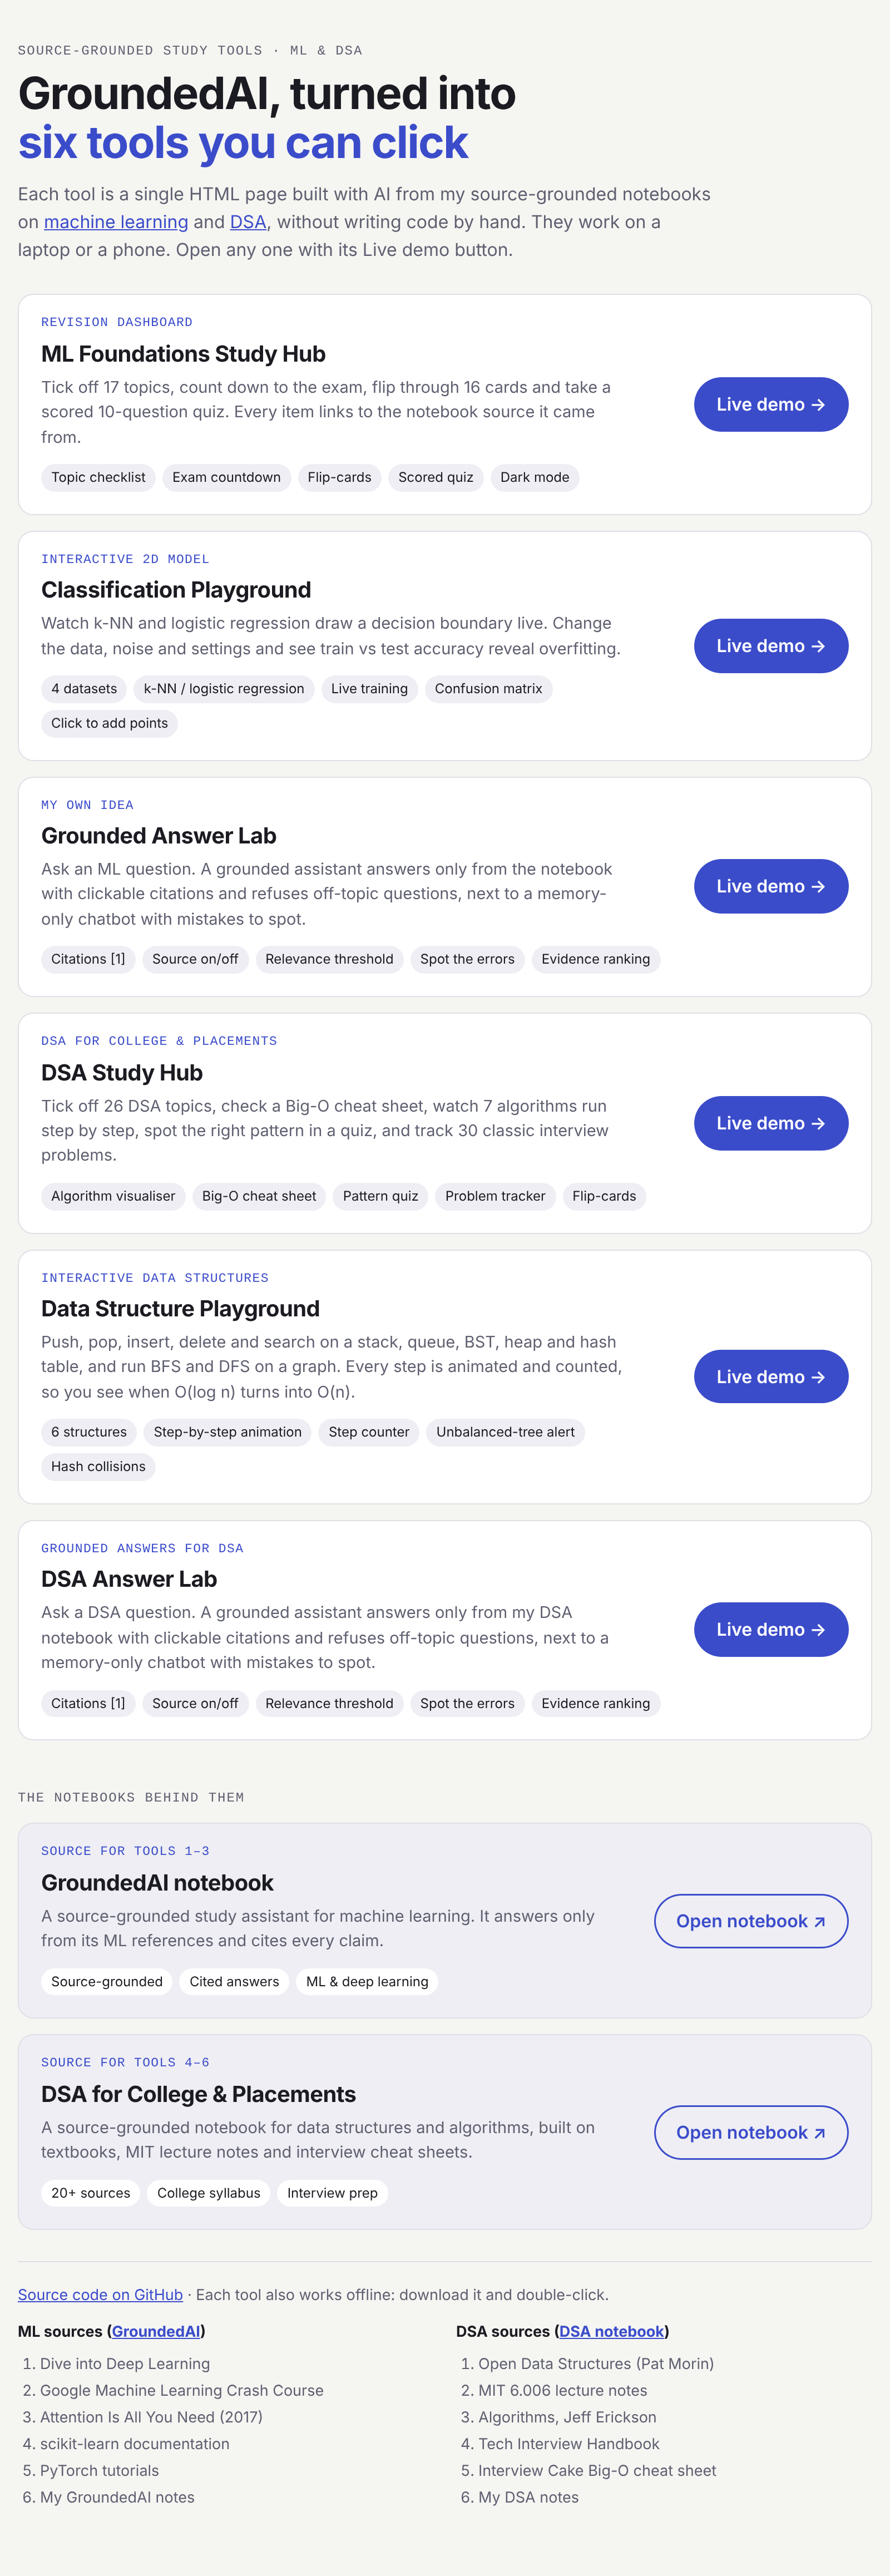 SOURCE-GROUNDED STUDY TOOLS · ML & DSA
GroundedAI, turned into
six tools you can click
Each tool is a single HTML page built with AI from my source-grounded notebooks
on machine learning and DSA, without writing code by hand. They work on a
laptop or a phone. Open any one with its Live demo button.
REVISION DASHBOARD
ML Foundations Study Hub
Tick off 17 topics, count down to the exam, flip through 16 cards and take a
scored 10-question quiz. Every item links to the notebook source it came
from.
Topic checklist Exam countdown Flip-cards Scored quiz Dark mode
Live demo →
INTERACTIVE 2D MODEL
Classification Playground
Watch k-NN and logistic regression draw a decision boundary live. Change
the data, noise and settings and see train vs test accuracy reveal overfitting.
4 datasets k-NN / logistic regression Live training Confusion matrix
Click to add points
Live demo →
MY OWN IDEA
Grounded Answer Lab
Ask an ML question. A grounded assistant answers only from the notebook
with clickable citations and refuses off-topic questions, next to a memory-
only chatbot with mistakes to spot.
Citations [1] Source on/off Relevance threshold Spot the errors Evidence ranking
Live demo →
DSA FOR COLLEGE & PLACEMENTS
DSA Study Hub
Tick off 26 DSA topics, check a Big-O cheat sheet, watch 7 algorithms run
step by step, spot the right pattern in a quiz, and track 30 classic interview
problems.
Algorithm visualiser Big-O cheat sheet Pattern quiz Problem tracker Flip-cards
Live demo →
INTERACTIVE DATA STRUCTURES
Data Structure Playground
Push, pop, insert, delete and search on a stack, queue, BST, heap and hash
table, and run BFS and DFS on a graph. Every step is animated and counted,
so you see when O(log n) turns into O(n).
6 structures Step-by-step animation Step counter Unbalanced-tree alert
Hash collisions
Live demo →
GROUNDED ANSWERS FOR DSA
DSA Answer Lab
Ask a DSA question. A grounded assistant answers only from my DSA
notebook with clickable citations and refuses off-topic questions, next to a
memory-only chatbot with mistakes to spot.
Citations [1] Source on/off Relevance threshold Spot the errors Evidence ranking
Live demo →
THE NOTEBOOKS BEHIND THEM
SOURCE FOR TOOLS 1–3
GroundedAI notebook
A source-grounded study assistant for machine learning. It answers only
from its ML references and cites every claim.
Source-grounded Cited answers ML & deep learning
Open notebook ↗
SOURCE FOR TOOLS 4–6
DSA for College & Placements
A source-grounded notebook for data structures and algorithms, built on
textbooks, MIT lecture notes and interview cheat sheets.
20+ sources College syllabus Interview prep
Open notebook ↗
Source code on GitHub · Each tool also works offline: download it and double-click.
ML sources (GroundedAI)
1. Dive into Deep Learning
2. Google Machine Learning Crash Course
3. Attention Is All You Need (2017)
4. scikit-learn documentation
5. PyTorch tutorials
6. My GroundedAI notes
DSA sources (DSA notebook)
1. Open Data Structures (Pat Morin)
2. MIT 6.006 lecture notes
3. Algorithms, Jeff Erickson
4. Tech Interview Handbook
5. Interview Cake Big-O cheat sheet
6. My DSA notes